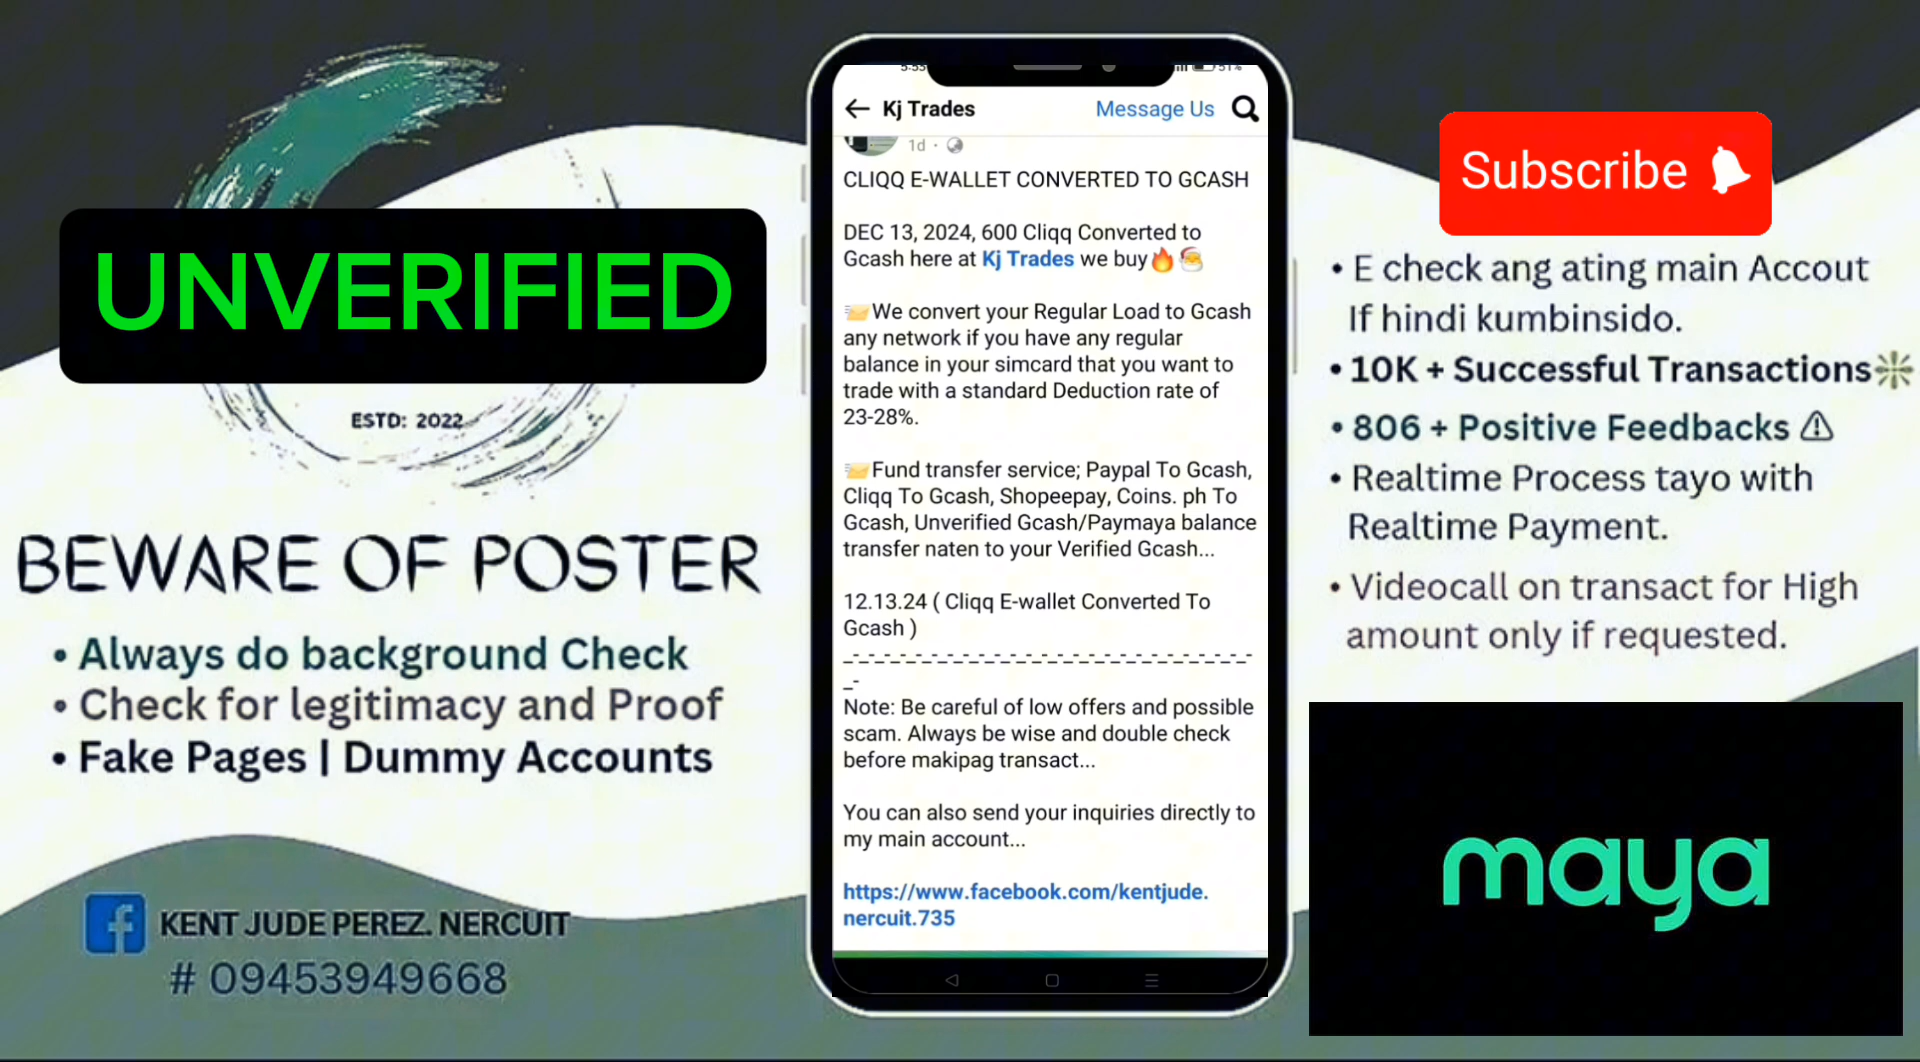 UNVERIFIED
ESTD: 2022
BEWARE OF POSTER
• Always do background Check
• Check for legitimacy and Proof
• Fake Pages | Dummy Accounts
KENT JUDE PEREZ. NERCUIT
# 09453949668
5:55
51%
Kj Trades
Message Us
1d ·
CLIQQ E-WALLET CONVERTED TO GCASH
DEC 13, 2024, 600 Cliqq Converted to
Gcash here at Kj Trades we buy🔥🎅
📨We convert your Regular Load to Gcash
any network if you have any regular
balance in your simcard that you want to
trade with a standard Deduction rate of
23-28%.
📨Fund transfer service; Paypal To Gcash,
Cliqq To Gcash, Shopeepay, Coins. ph To
Gcash, Unverified Gcash/Paymaya balance
transfer naten to your Verified Gcash...
12.13.24 ( Cliqq E-wallet Converted To
Gcash )
_-_-_-_-_-_-_-_-_-_-_-_-_-_-_-_-_-_-_-_-_-_-_-_-_-_-
_-
Note: Be careful of low offers and possible
scam. Always be wise and double check
before makipag transact...
You can also send your inquiries directly to
my main account...
https://www.facebook.com/kentjude.
nercuit.735
Subscribe
• E check ang ating main Accout
If hindi kumbinsido.
• 10K + Successful Transactions
• 806 + Positive Feedbacks ⚠
• Realtime Process tayo with
Realtime Payment.
• Videocall on transact for High
amount only if requested.
maya